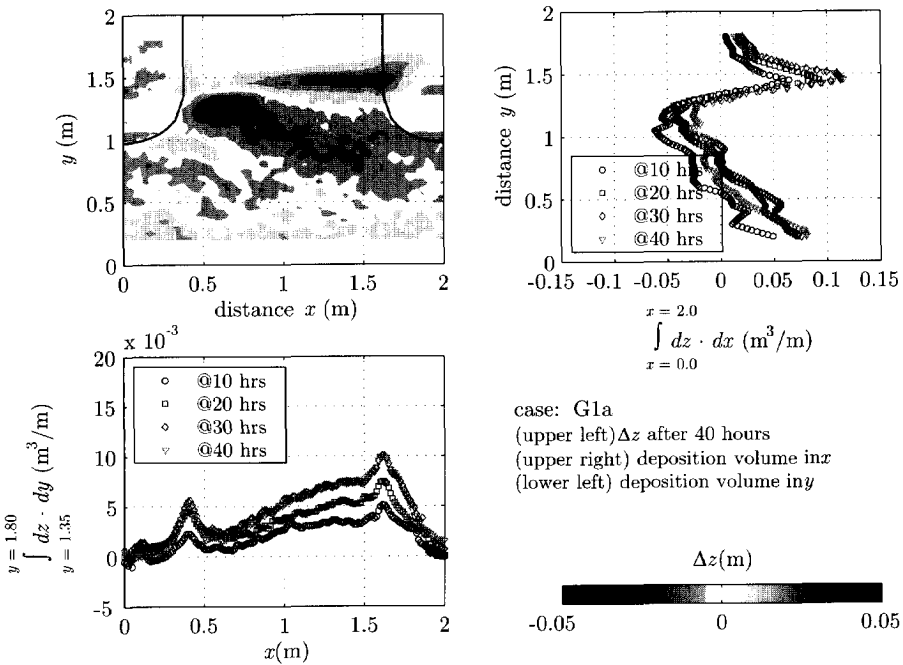 2
1.5
1
0.5
0
y (m)
0 0.5 1 1.5 2
distance x (m)
2
1.5
1
0.5
0
distance y (m)
@10 hrs
@20 hrs
@30 hrs
@40 hrs
-0.15 -0.1 -0.05 0 0.05 0.1 0.15
x = 2.0
∫ dz · dx (m³/m)
x = 0.0
x 10⁻³
20
15
10
5
0
-5
y = 1.80
∫ dz · dy (m³/m)
y = 1.35
@10 hrs
@20 hrs
@30 hrs
@40 hrs
0 0.5 1 1.5 2
x(m)
case: G1a
(upper left)Δz after 40 hours
(upper right) deposition volume inx
(lower left) deposition volume iny
Δz(m)
-0.05 0 0.05